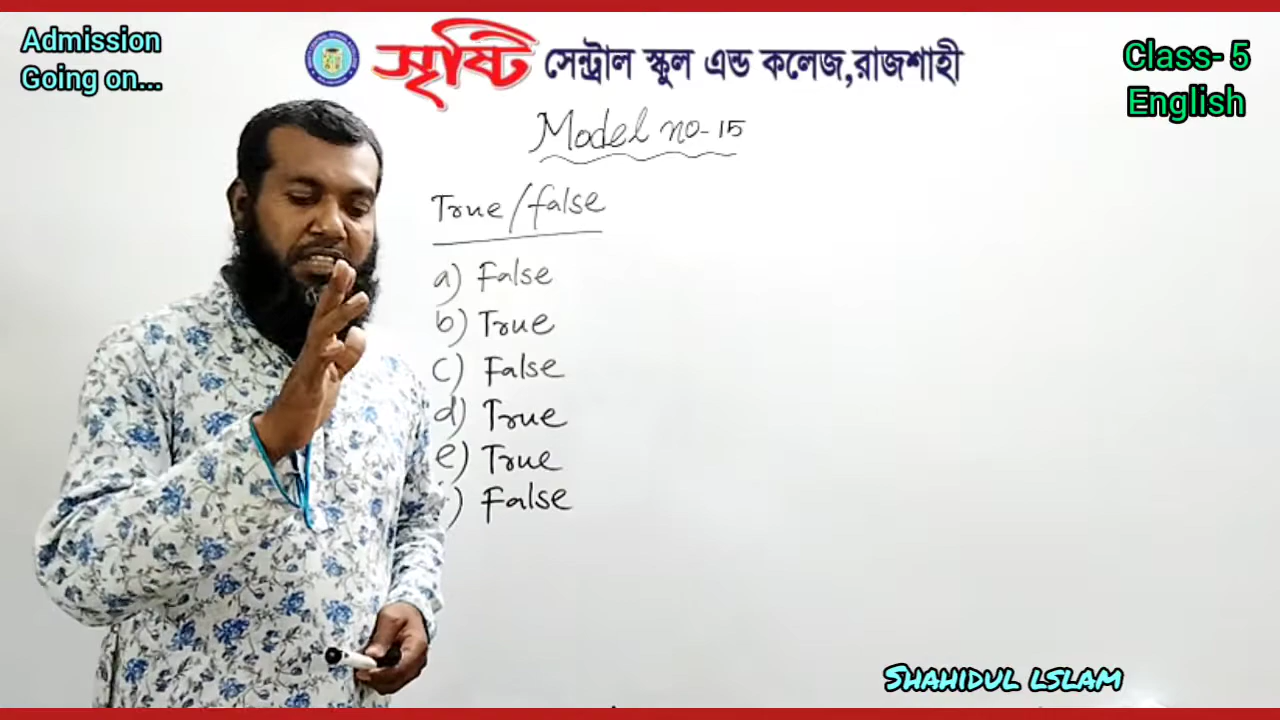 Admission
Going on...
সৃষ্টি সেন্ট্রাল স্কুল এন্ড কলেজ,রাজশাহী
Class- 5
English
Model no-15
True/false
a) False
b) True
c) False
d) True
e) True
) False
Shahidul lslam